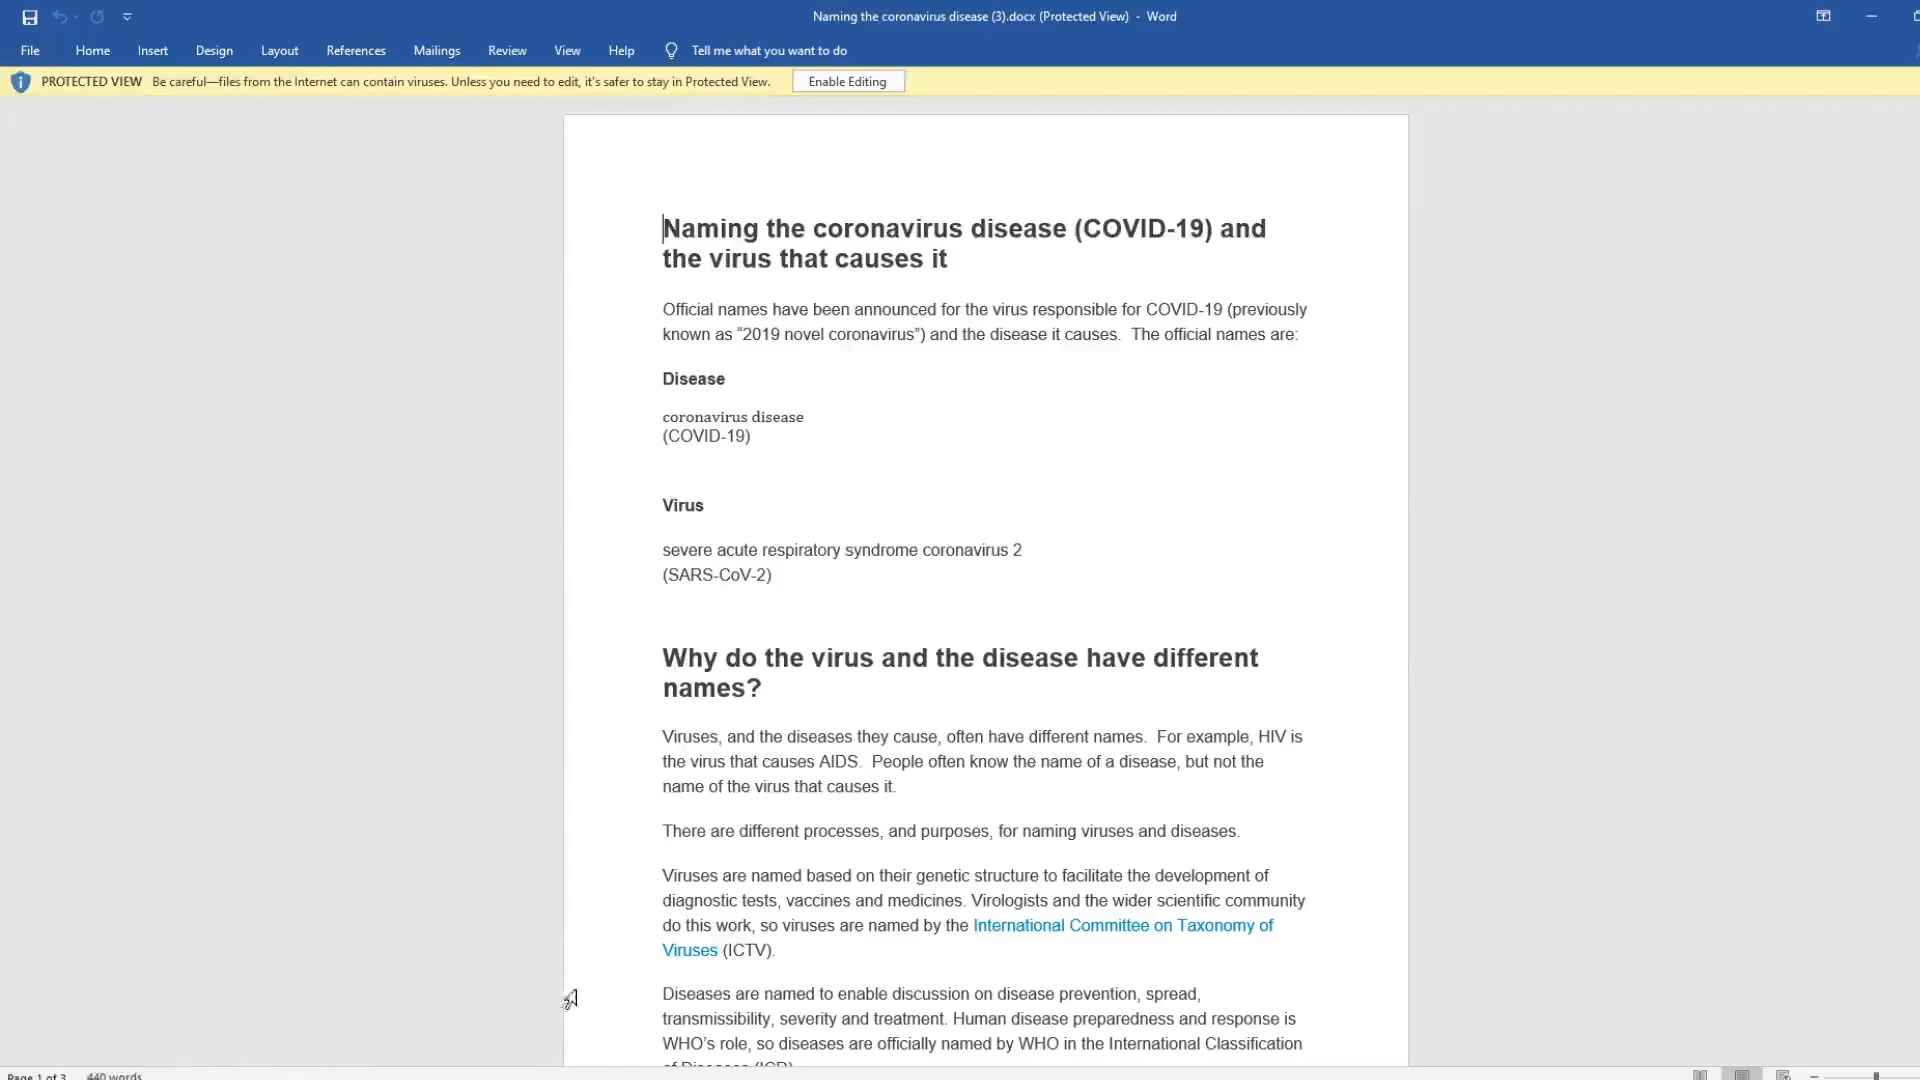 Naming the coronavirus disease (3).docx (Protected View) - Word
File Home Insert Design Layout References Mailings Review View Help Tell me what you want to do
PROTECTED VIEW Be careful—files from the Internet can contain viruses. Unless you need to edit, it's safer to stay in Protected View. Enable Editing
Naming the coronavirus disease (COVID-19) and
the virus that causes it
Official names have been announced for the virus responsible for COVID-19 (previously
known as “2019 novel coronavirus”) and the disease it causes.  The official names are:
Disease
coronavirus disease
(COVID-19)
Virus
severe acute respiratory syndrome coronavirus 2
(SARS-CoV-2)
Why do the virus and the disease have different
names?
Viruses, and the diseases they cause, often have different names.  For example, HIV is
the virus that causes AIDS.  People often know the name of a disease, but not the
name of the virus that causes it.
There are different processes, and purposes, for naming viruses and diseases.
Viruses are named based on their genetic structure to facilitate the development of
diagnostic tests, vaccines and medicines. Virologists and the wider scientific community
do this work, so viruses are named by the International Committee on Taxonomy of
Viruses (ICTV).
Diseases are named to enable discussion on disease prevention, spread,
transmissibility, severity and treatment. Human disease preparedness and response is
WHO’s role, so diseases are officially named by WHO in the International Classification
of Diseases (ICD).
Page 1 of 3 440 words